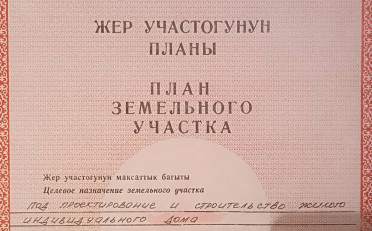 ЖЕР УЧАСТОГУНУН
ПЛАНЫ
ПЛАН
ЗЕМЕЛЬНОГО
УЧАСТКА
Жер участогунун максаттык багыты
Целевое назначение земельного участка
под проектирование и строительство жилого
индивидуального дома